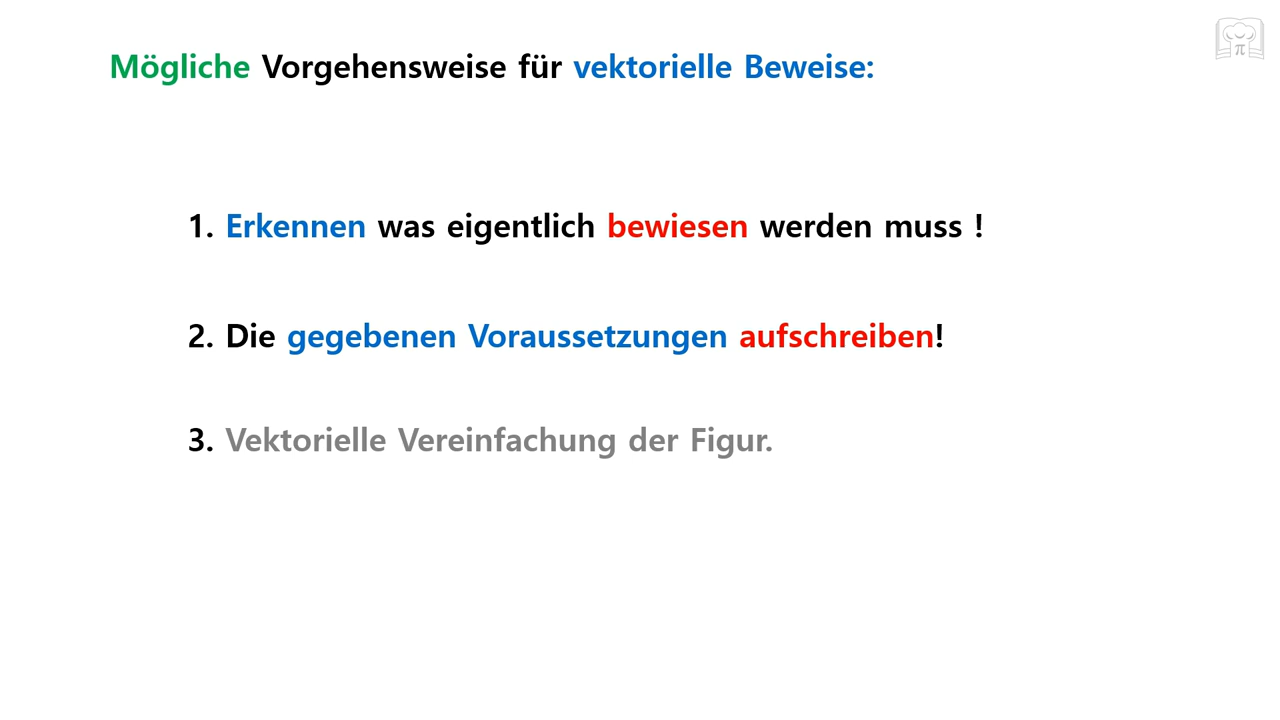 Mögliche Vorgehensweise für vektorielle Beweise:
1. Erkennen was eigentlich bewiesen werden muss !
2. Die gegebenen Voraussetzungen aufschreiben!
3. Vektorielle Vereinfachung der Figur.
π